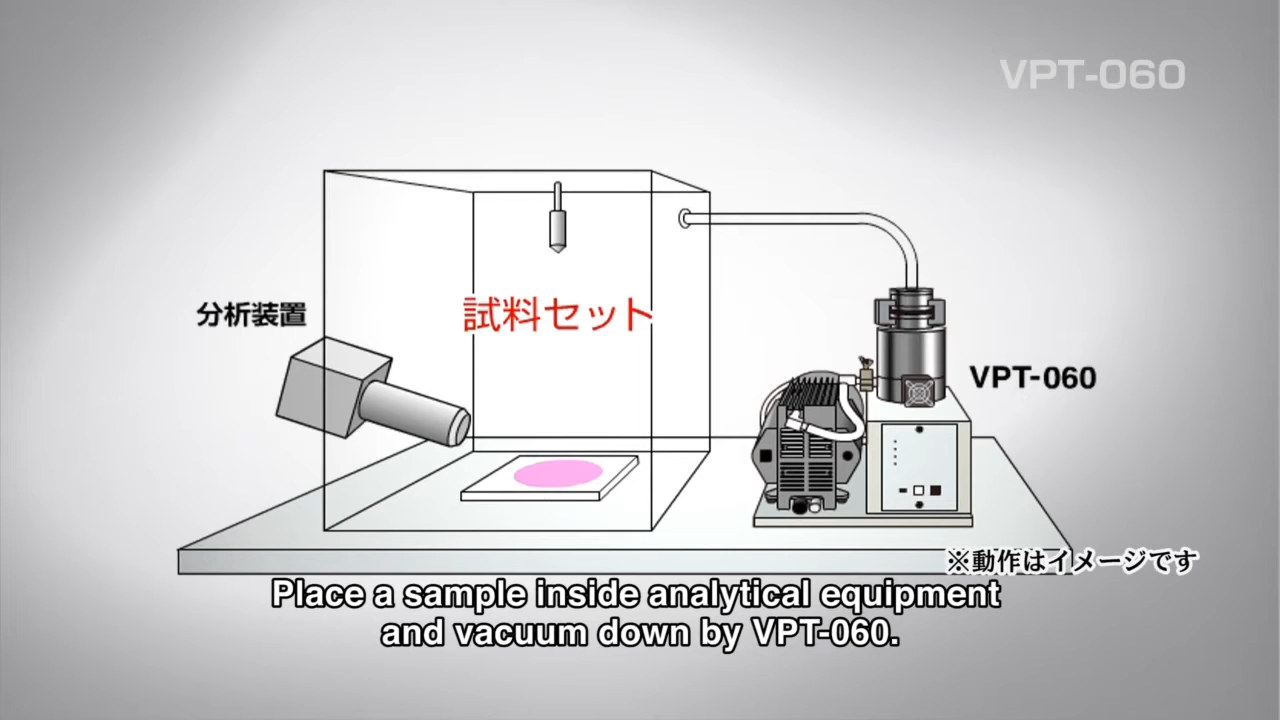 VPT-060
分析装置
試料セット
VPT-060
※動作はイメージです
Place a sample inside analytical equipment
and vacuum down by VPT-060.